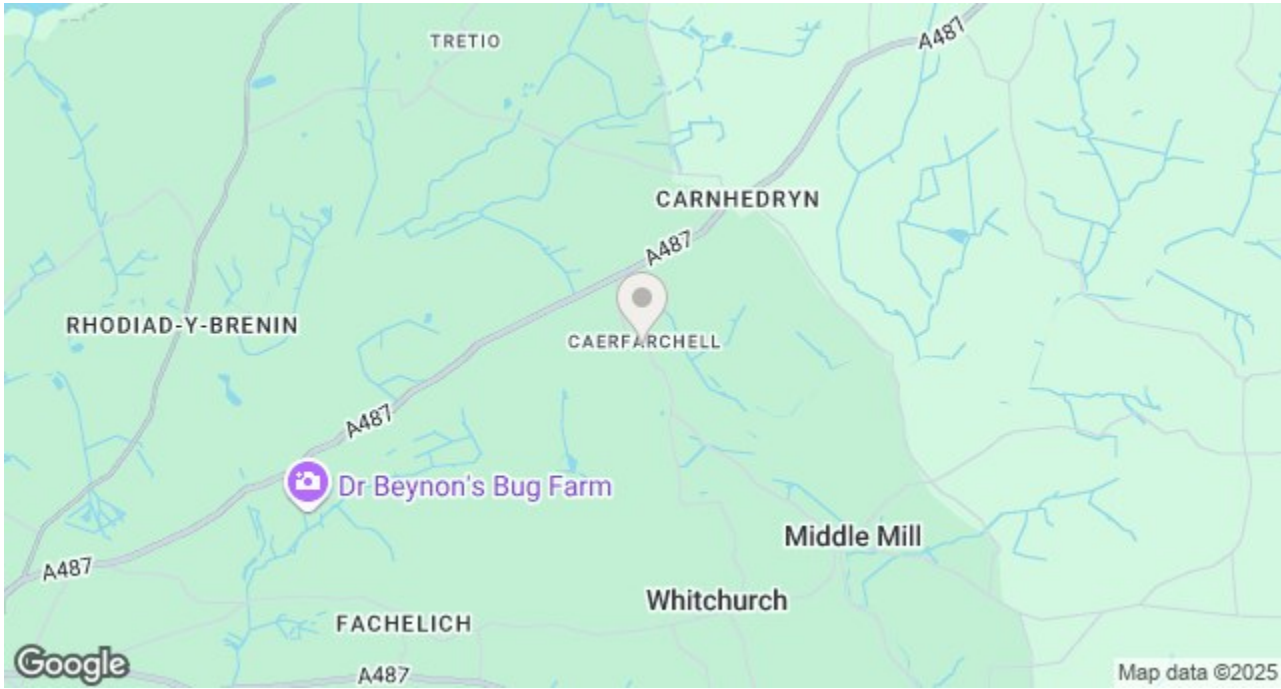 TRETIO
A487
CARNHEDRYN
A487
RHODIAD-Y-BRENIN
CAERFARCHELL
A487
Dr Beynon's Bug Farm
Middle Mill
A487
Whitchurch
FACHELICH
Google
A487
Map data ©2025